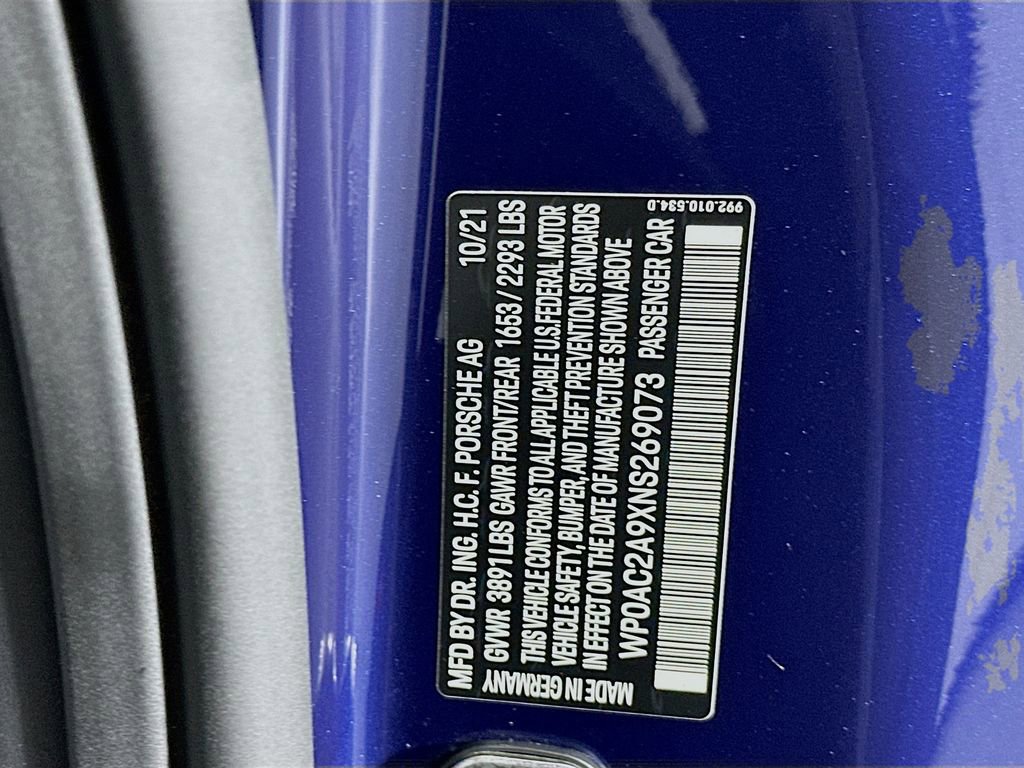 MFD BY DR. ING. H.C. F. PORSCHE AG 10/21
GVWR 3891 LBS GAWR FRONT/REAR 1653 / 2293 LBS
THIS VEHICLE CONFORMS TO ALL APPLICABLE U.S. FEDERAL MOTOR
VEHICLE SAFETY, BUMPER, AND THEFT PREVENTION STANDARDS
IN EFFECT ON THE DATE OF MANUFACTURE SHOWN ABOVE
WP0AC2A9XNS269073 PASSENGER CAR
MADE IN GERMANY
992.010.534.D